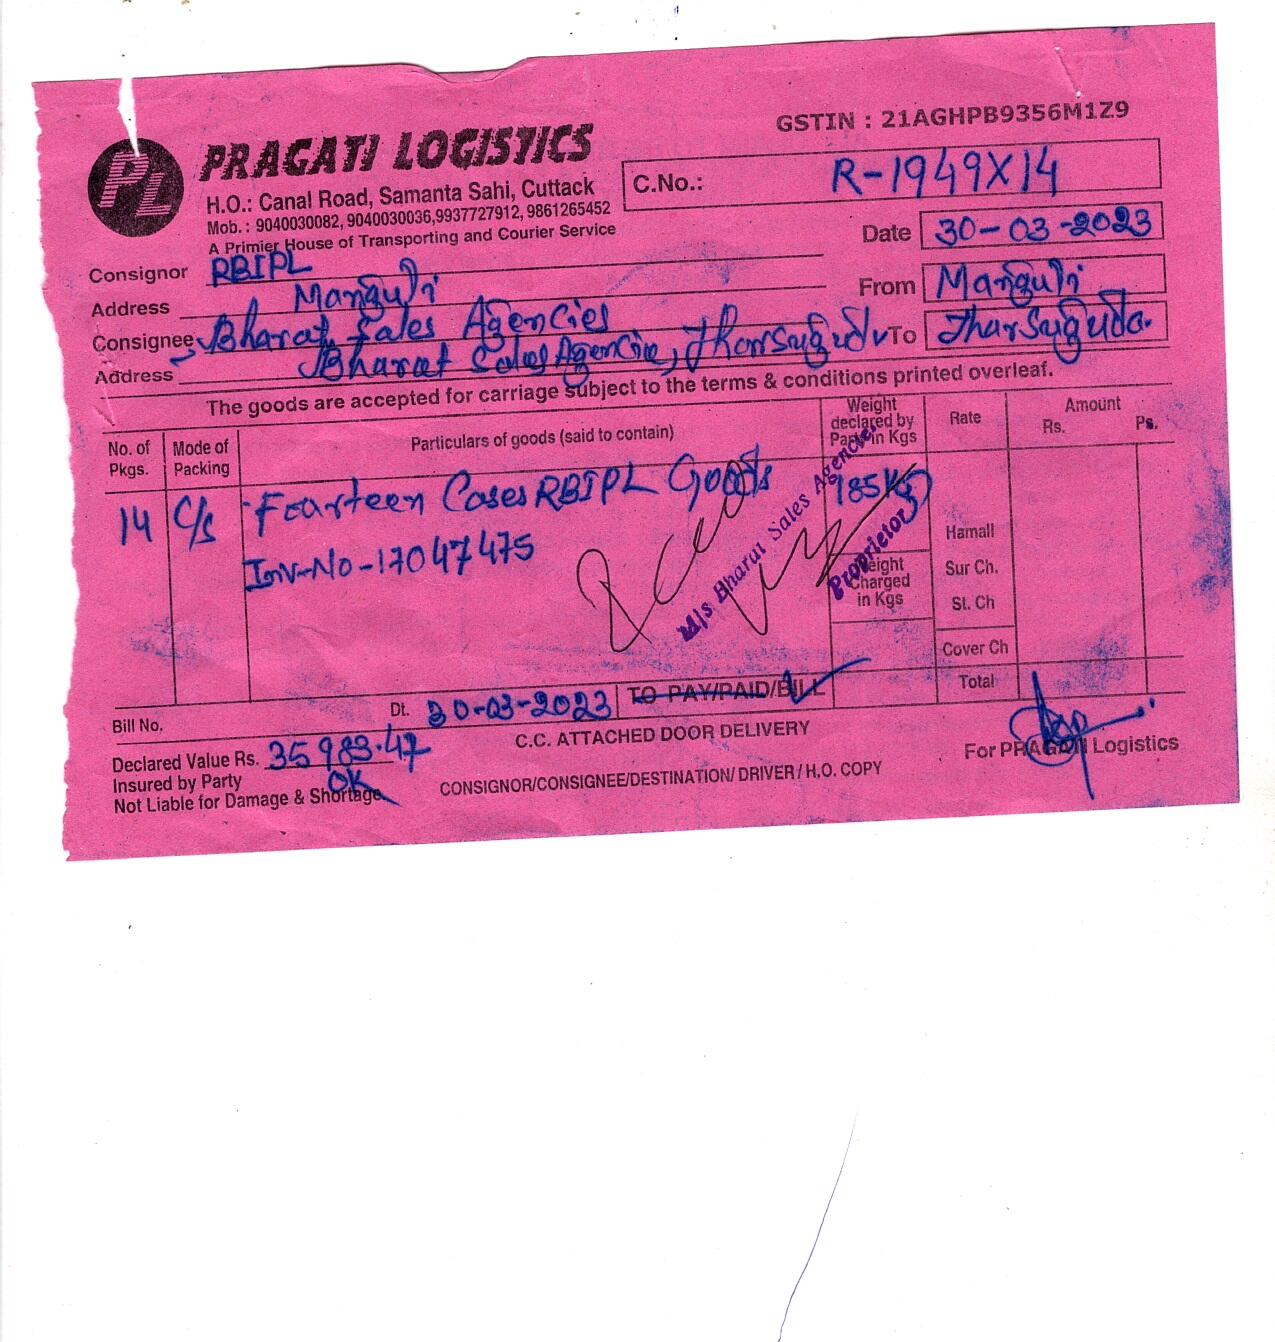 GSTIN : 21AGHPB9356M1Z9
PL
PRAGATI LOGISTICS
H.O.: Canal Road, Samanta Sahi, Cuttack
Mob. : 9040030082, 9040030036,9937727912, 9861265452
A Primier House of Transporting and Courier Service
C.No.: R-1949X14
Date 30-03-2023
Consignor RBIPL
From Manguli
Address Manguli
Consignee Bharat Sales Agencies
To Jharsuguda.
Address Bharat Sales Agencies, Jharsuguda
The goods are accepted for carriage subject to the terms & conditions printed overleaf.
No. of Pkgs.
Mode of Packing
Particulars of goods (said to contain)
Weight declared by Party in Kgs
Rate
Amount
Rs. Ps.
14 C/s Fourteen Cases RBIPL Goods 185 KG
Inv-No-17047475
M/s Bharat Sales Agencies
Proprietor
Weight Charged in Kgs
Hamali
Sur Ch.
St. Ch
Cover Ch
Total
Bill No. Dt. 30-03-2023 TO PAY/PAID/BILL
Declared Value Rs. 35983.47
C.C. ATTACHED DOOR DELIVERY
For PRAGATI Logistics
Insured by Party OK
Not Liable for Damage & Shortage
CONSIGNOR/CONSIGNEE/DESTINATION/ DRIVER / H.O. COPY